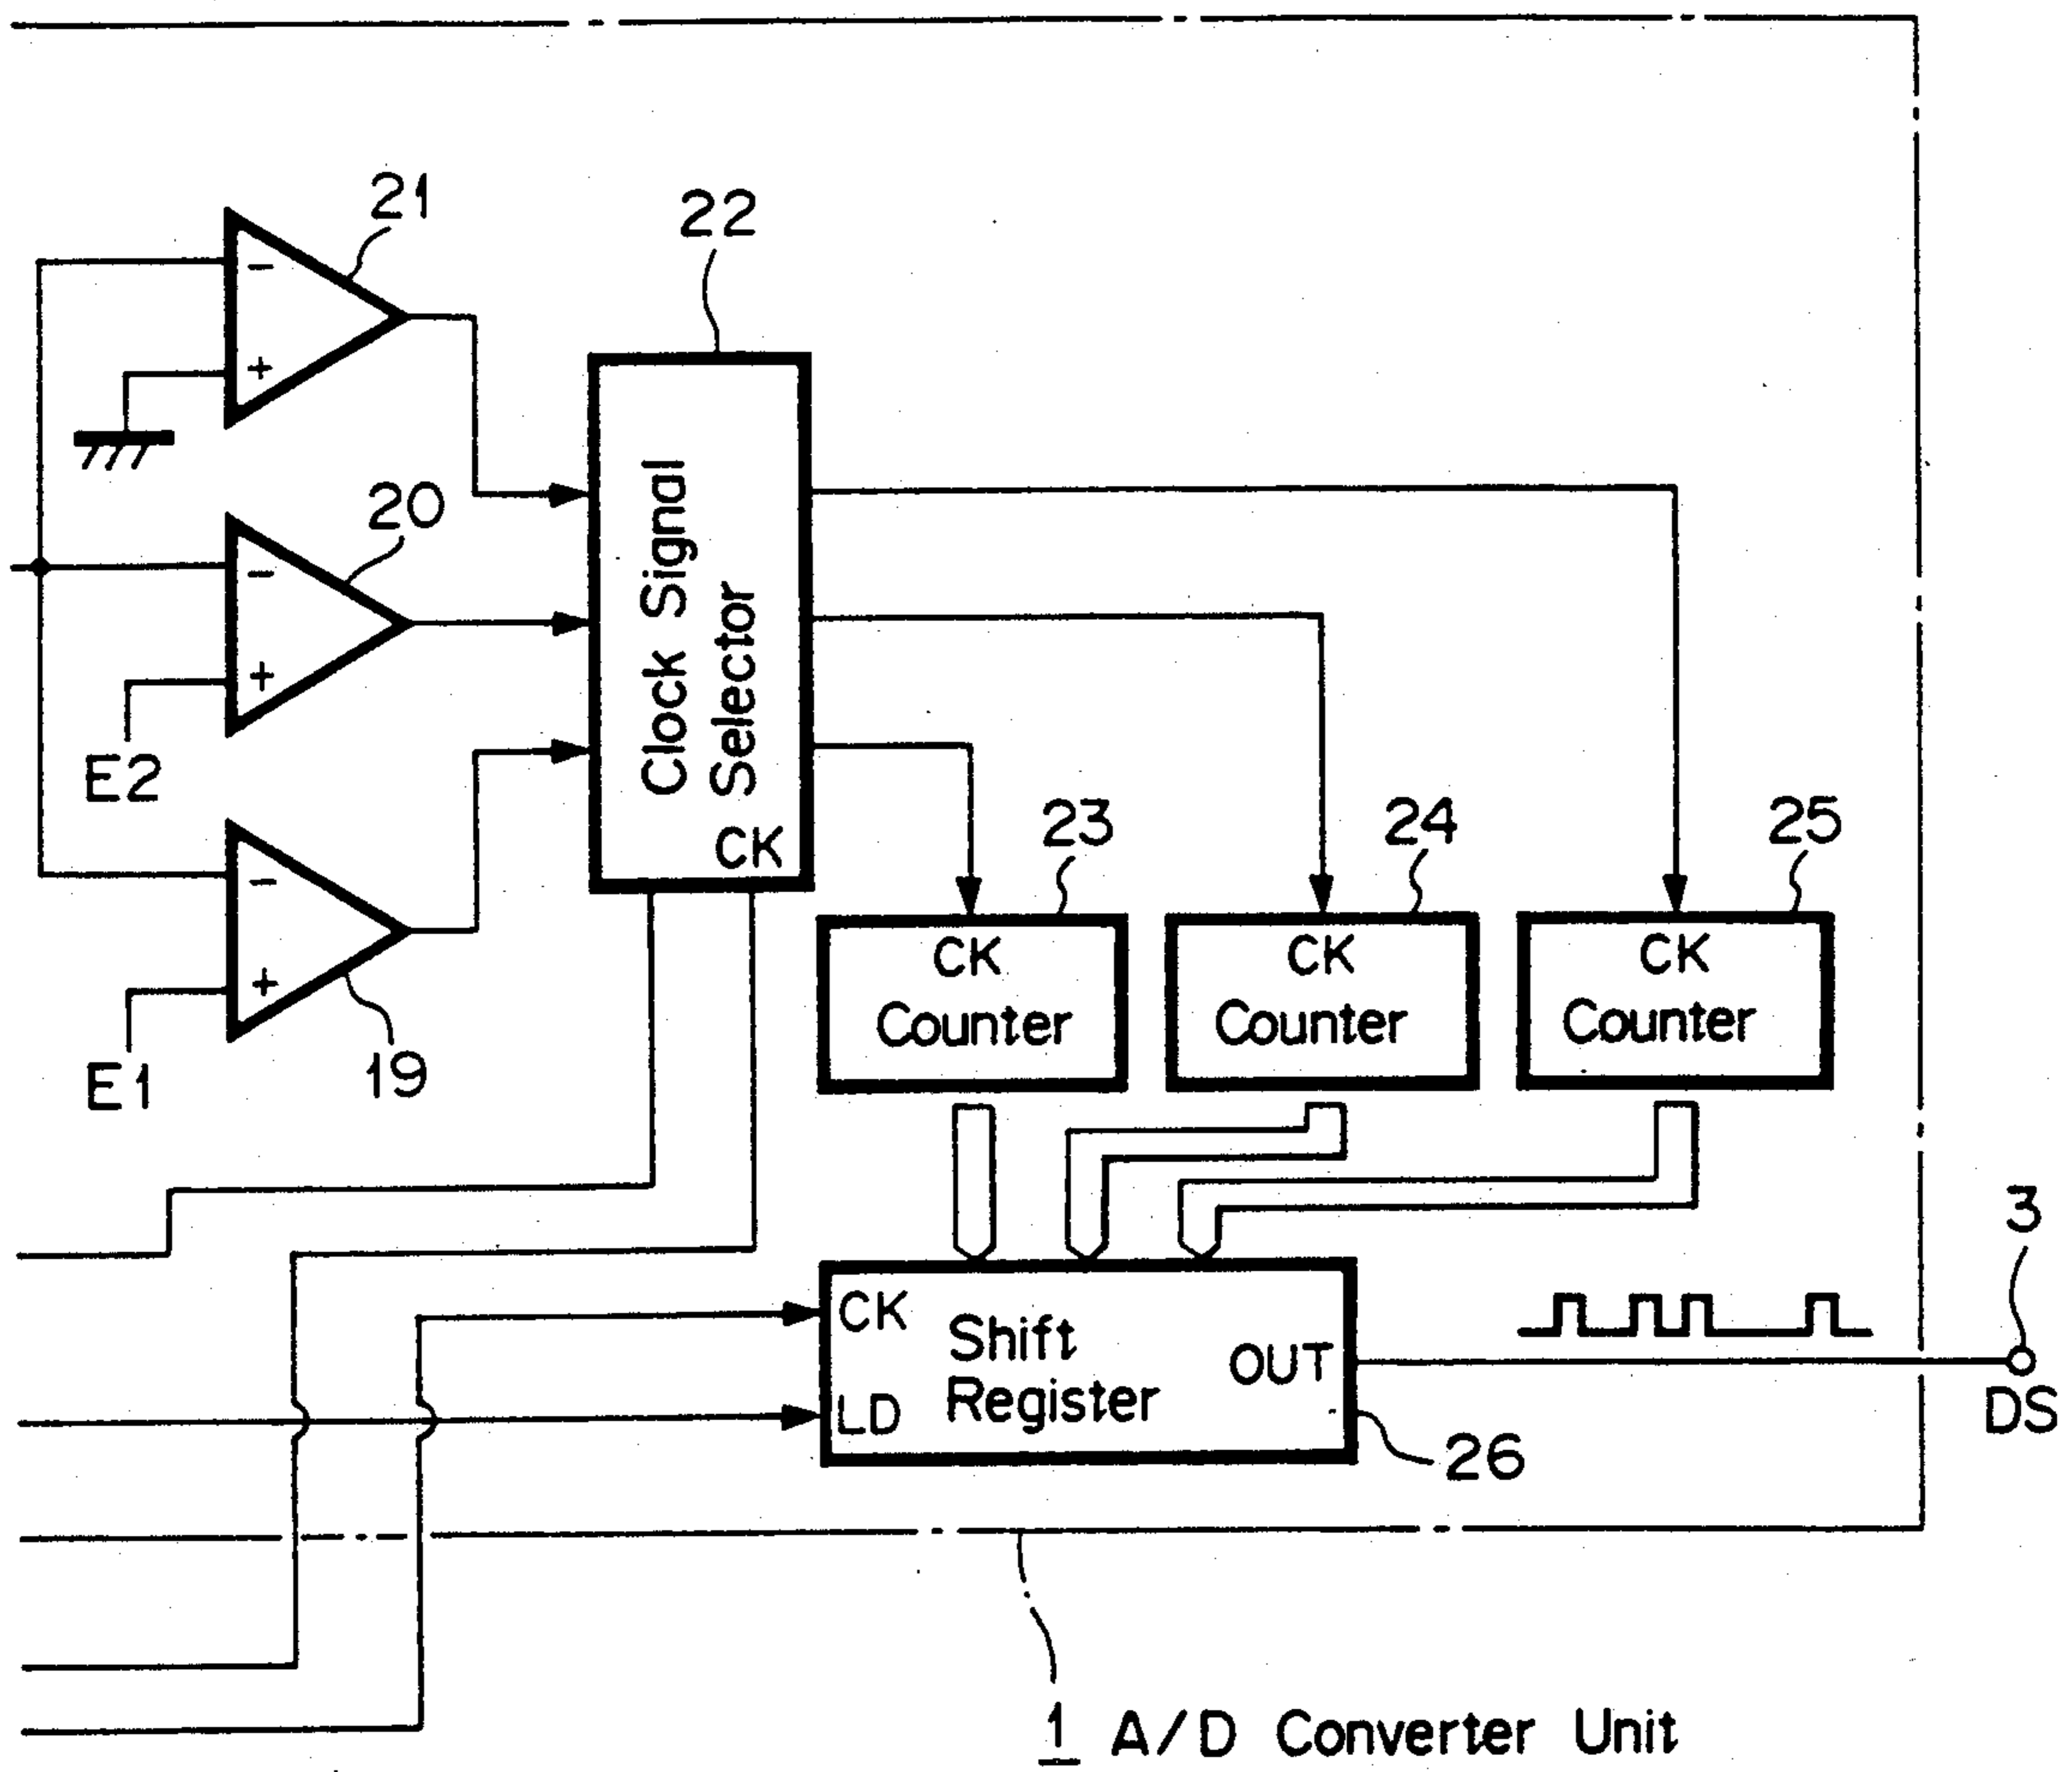 21
22
−
+
20
−
+
E2
Clock Signal
Selector
CK
−
+
E1
19
23
24
25
CK
Counter
CK
Counter
CK
Counter
3
CK
Shift
Register
OUT
LD
DS
26
1 A/D Converter Unit